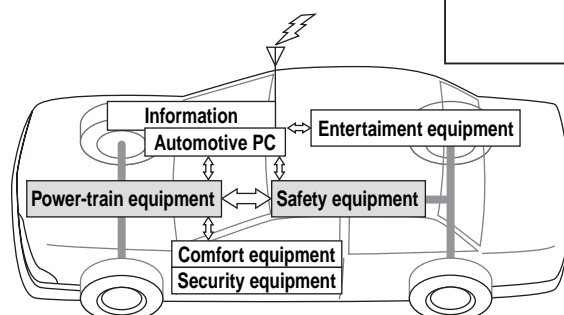 Information
Automotive PC
Entertaiment equipment
Power-train equipment
Safety equipment
Comfort equipment
Security equipment